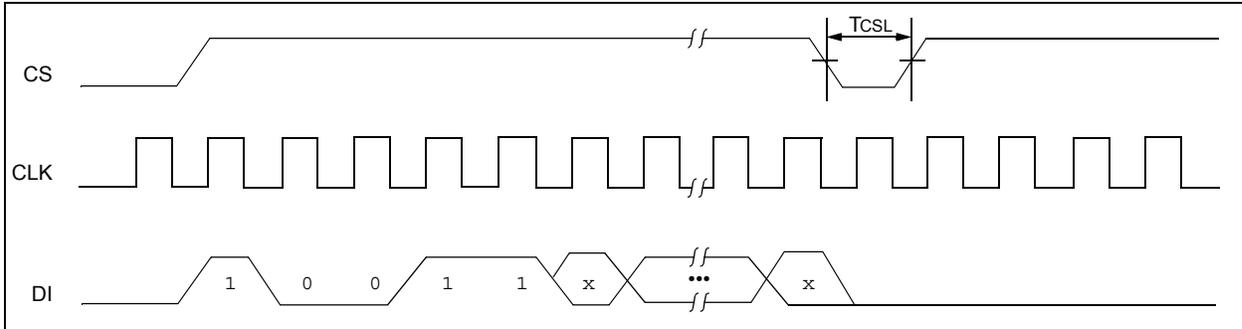 TCSL
CS
CLK
DI
1 0 0 1 1 x ••• x